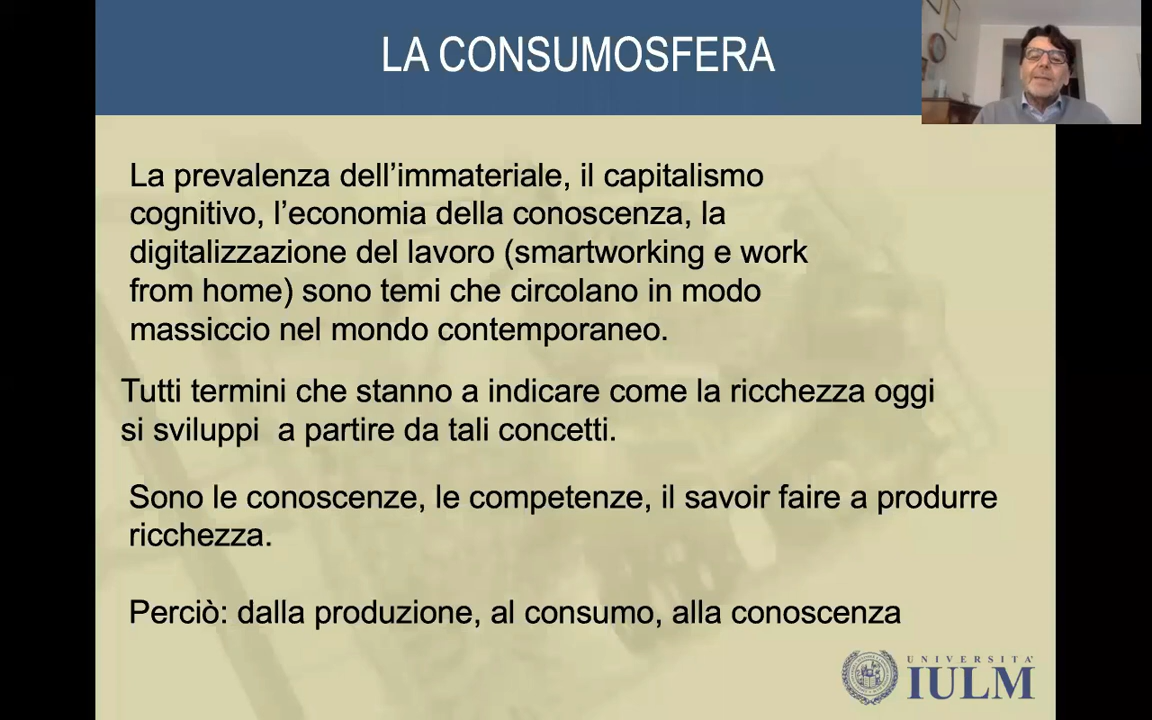 LA CONSUMOSFERA
La prevalenza dell’immateriale, il capitalismo
cognitivo, l’economia della conoscenza, la
digitalizzazione del lavoro (smartworking e work
from home) sono temi che circolano in modo
massiccio nel mondo contemporaneo.
Tutti termini che stanno a indicare come la ricchezza oggi
si sviluppi  a partire da tali concetti.
Sono le conoscenze, le competenze, il savoir faire a produrre
ricchezza.
Perciò: dalla produzione, al consumo, alla conoscenza
UNIVERSITA'
IULM